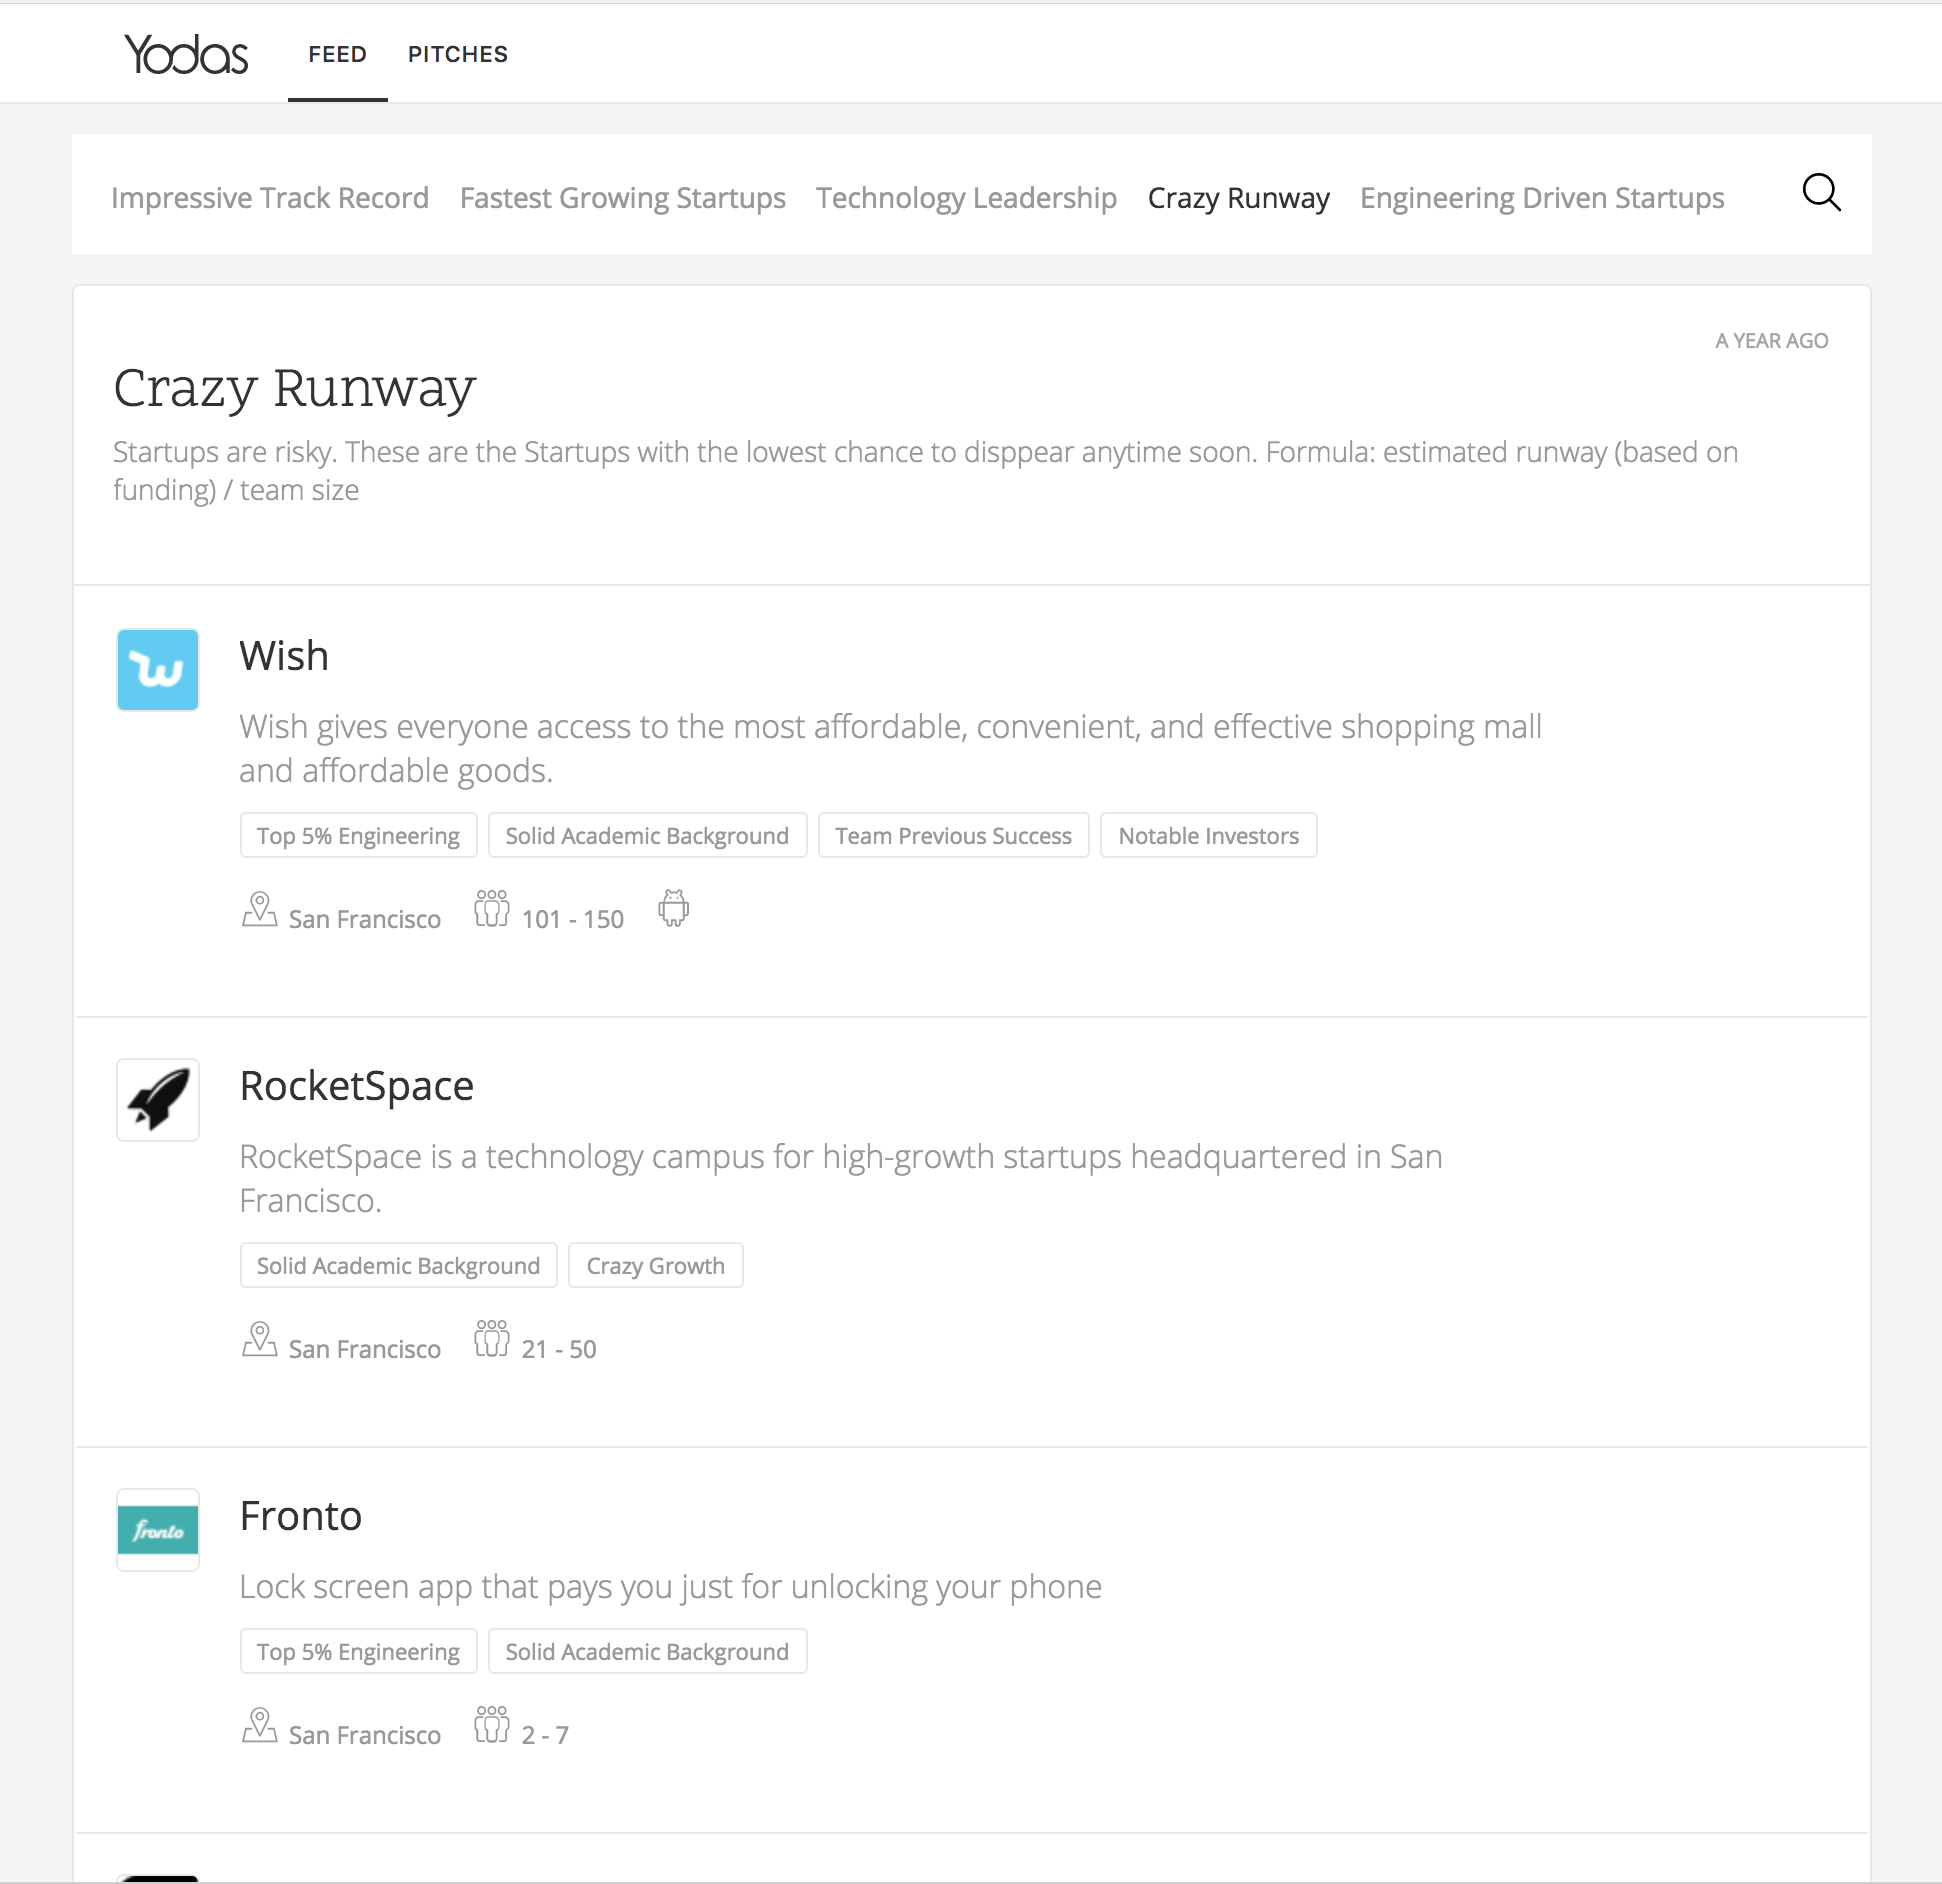 Yodas FEED PITCHES
Impressive Track Record Fastest Growing Startups Technology Leadership Crazy Runway Engineering Driven Startups
A YEAR AGO
Crazy Runway
Startups are risky. These are the Startups with the lowest chance to disppear anytime soon. Formula: estimated runway (based on
funding) / team size
w
Wish
Wish gives everyone access to the most affordable, convenient, and effective shopping mall
and affordable goods.
Top 5% Engineering Solid Academic Background Team Previous Success Notable Investors
San Francisco 101 - 150
RocketSpace
RocketSpace is a technology campus for high-growth startups headquartered in San
Francisco.
Solid Academic Background Crazy Growth
San Francisco 21 - 50
fronto
Fronto
Lock screen app that pays you just for unlocking your phone
Top 5% Engineering Solid Academic Background
San Francisco 2 - 7